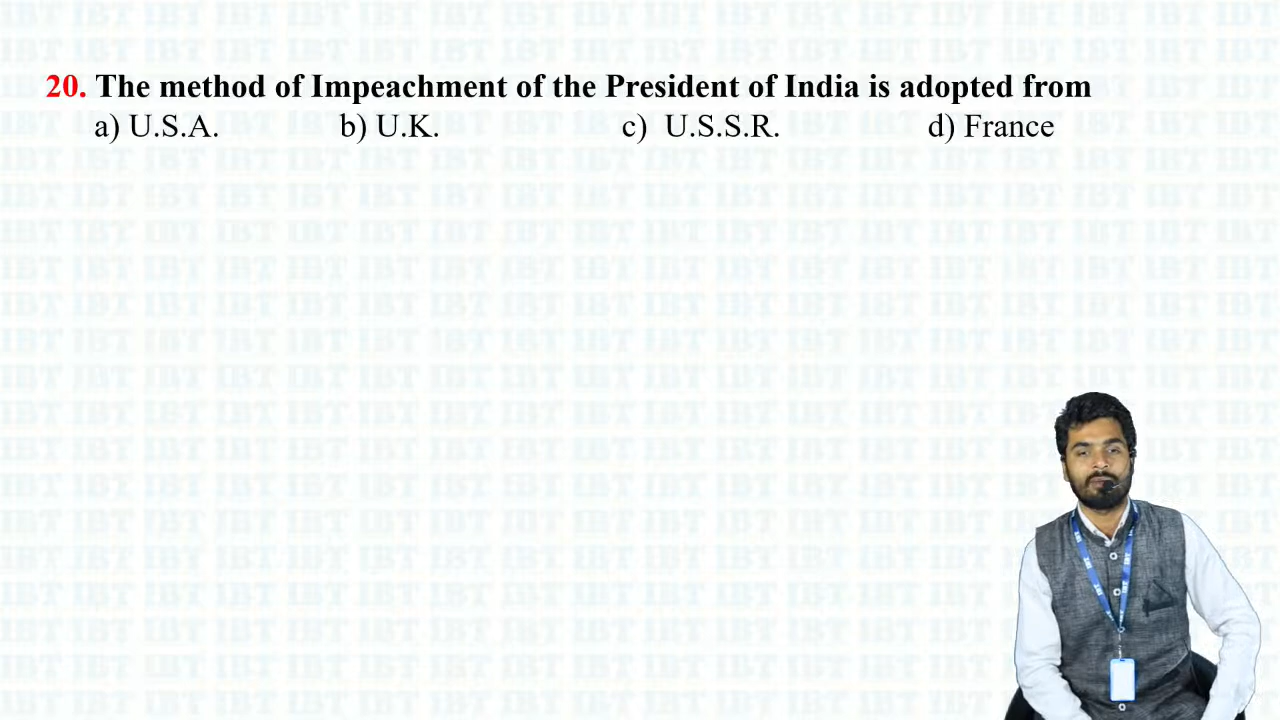 20. The method of Impeachment of the President of India is adopted from
a) U.S.A. b) U.K. c) U.S.S.R. d) France